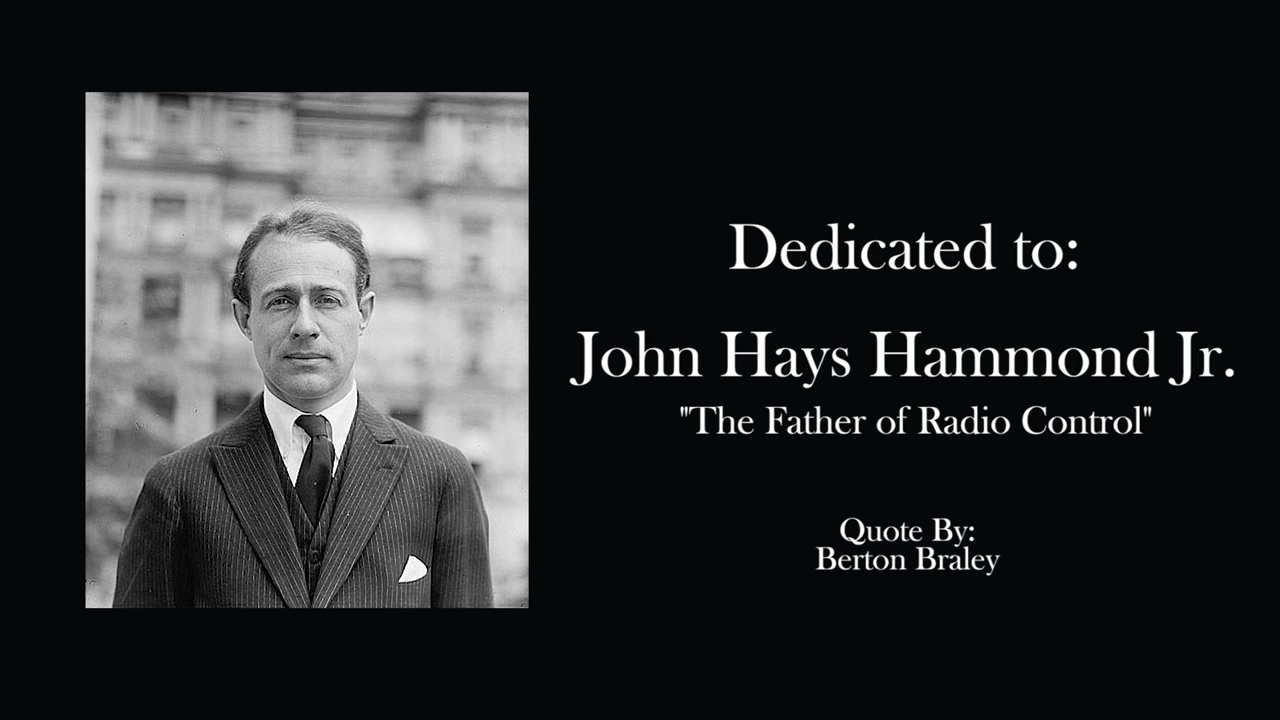 Dedicated to:
John Hays Hammond Jr.
"The Father of Radio Control"
Quote By:
Berton Braley